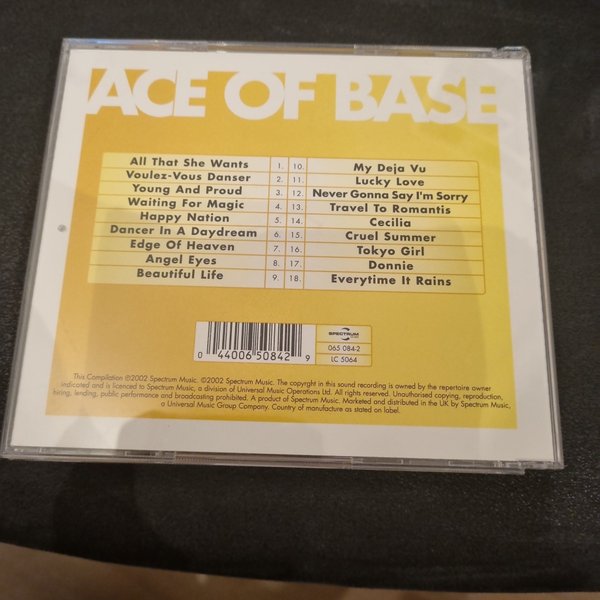 ACE OF BASE
All That She Wants 1.
Voulez-Vous Danser 2.
Young And Proud 3.
Waiting For Magic 4.
Happy Nation 5.
Dancer In A Daydream 6.
Edge Of Heaven 7.
Angel Eyes 8.
Beautiful Life 9.
10. My Deja Vu
11. Lucky Love
12. Never Gonna Say I'm Sorry
13. Travel To Romantis
14. Cecilia
15. Cruel Summer
16. Tokyo Girl
17. Donnie
18. Everytime It Rains
0 44006 50842 9
SPECTRUM
065 084-2
LC 5064
This Compilation ℗2002 Spectrum Music. ©2002 Spectrum Music. The copyright in this sound recording is owned by the repertoire owner
indicated and is licenced to Spectrum Music, a division of Universal Music Operations Ltd. All rights reserved. Unauthorised copying, reproduction,
hiring, lending, public performance and broadcasting prohibited. A product of Spectrum Music. Marketed and distributed in the UK by Spectrum Music,
a Universal Music Group Company. Country of manufacture as stated on label.